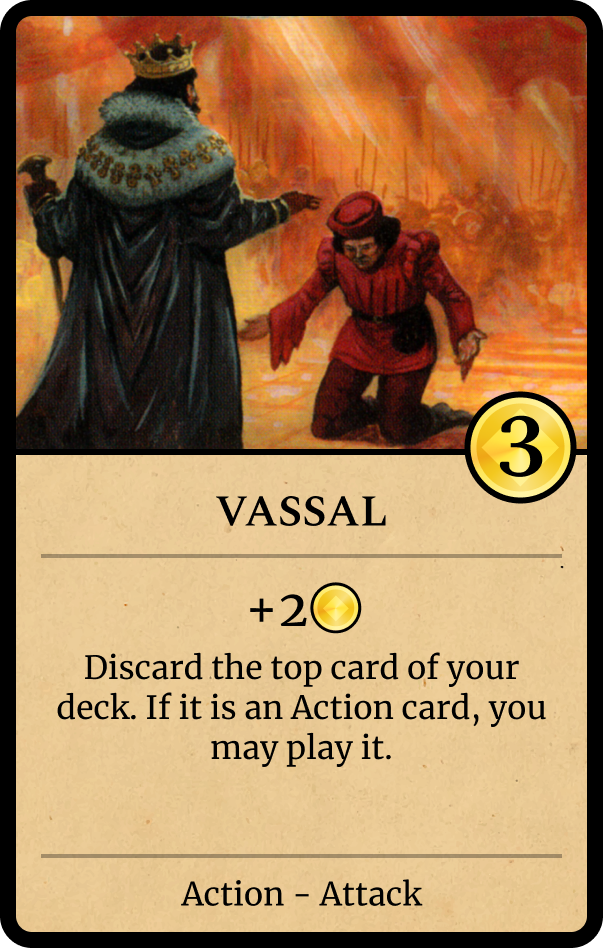 3
VASSAL
+2
Discard the top card of your
deck. If it is an Action card, you
may play it.
Action - Attack